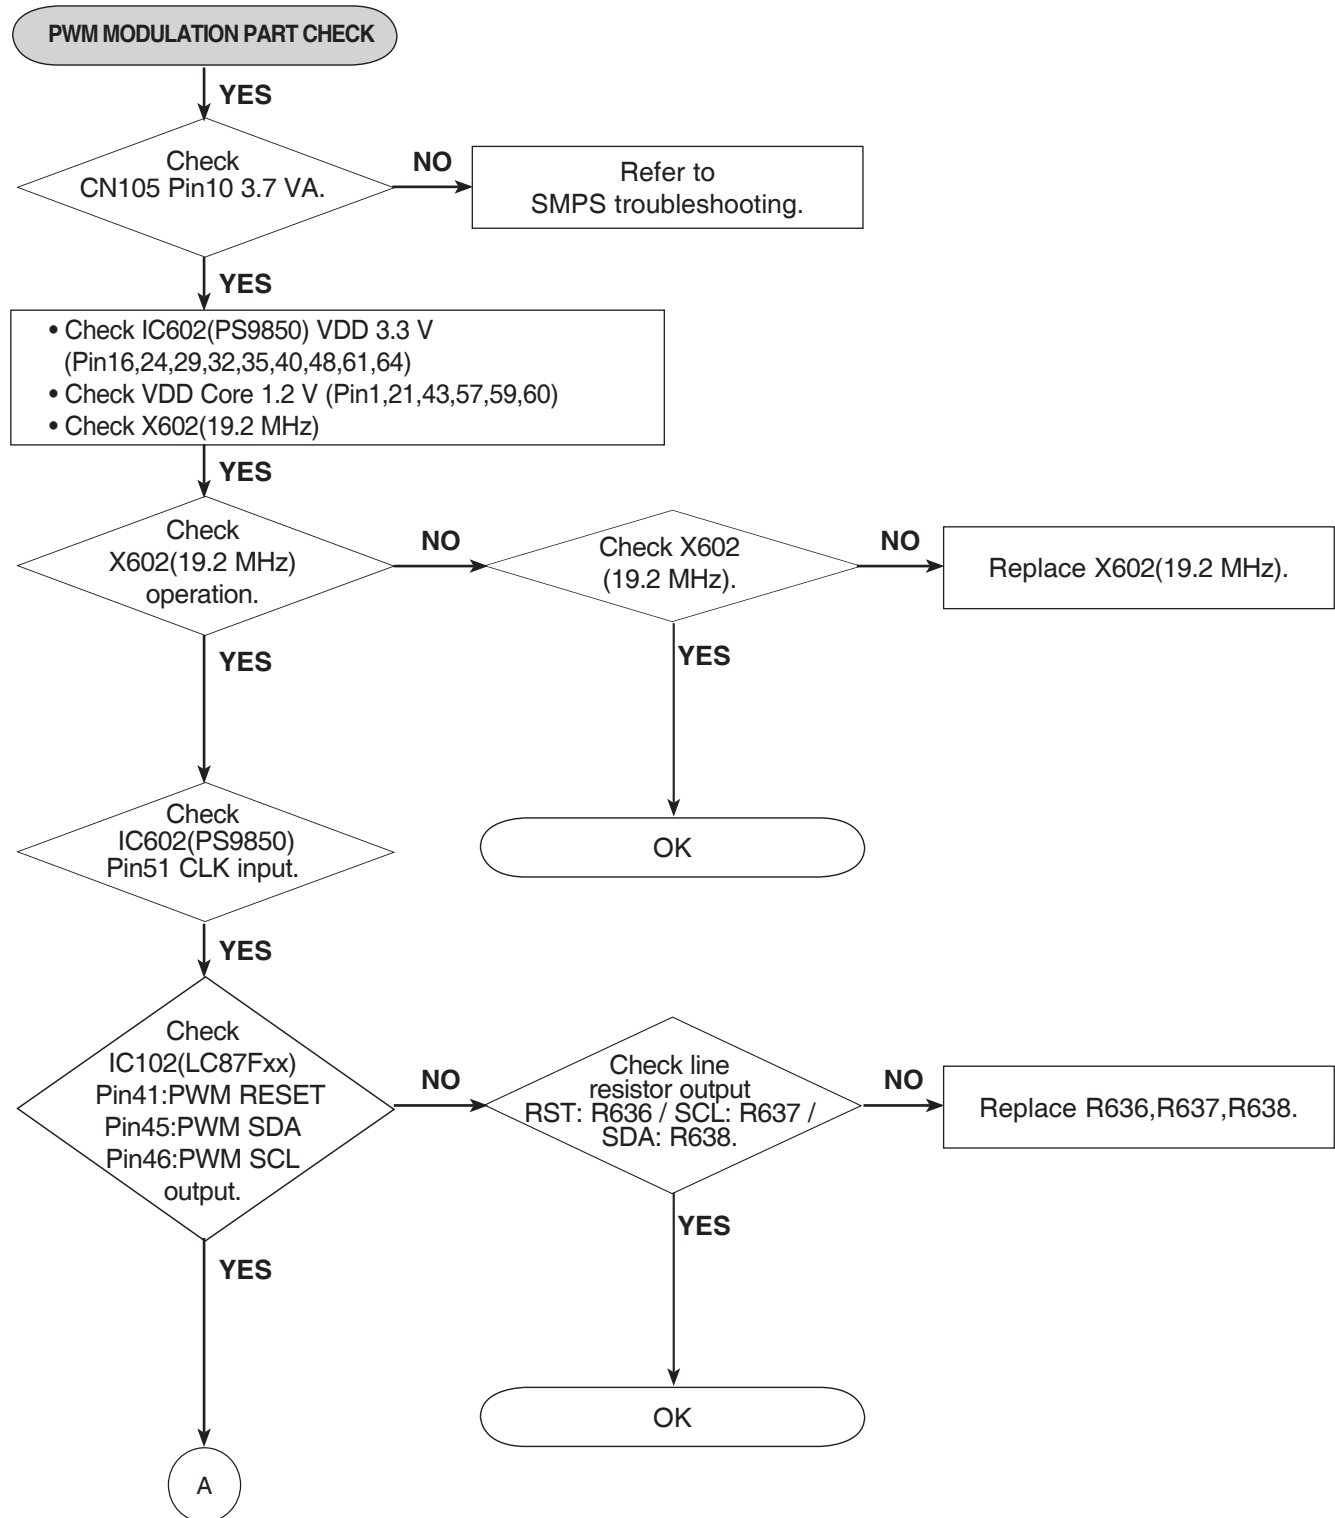 PWM MODULATION PART CHECK
YES
Check
CN105 Pin10 3.7 VA.
NO
Refer to
SMPS troubleshooting.
YES
• Check IC602(PS9850) VDD 3.3 V
(Pin16,24,29,32,35,40,48,61,64)
• Check VDD Core 1.2 V (Pin1,21,43,57,59,60)
• Check X602(19.2 MHz)
YES
Check
X602(19.2 MHz)
operation.
NO
Check X602
(19.2 MHz).
NO
Replace X602(19.2 MHz).
YES
YES
Check
IC602(PS9850)
Pin51 CLK input.
OK
YES
Check
IC102(LC87Fxx)
Pin41:PWM RESET
Pin45:PWM SDA
Pin46:PWM SCL
output.
NO
Check line
resistor output
RST: R636 / SCL: R637 /
SDA: R638.
NO
Replace R636,R637,R638.
YES
YES
OK
A